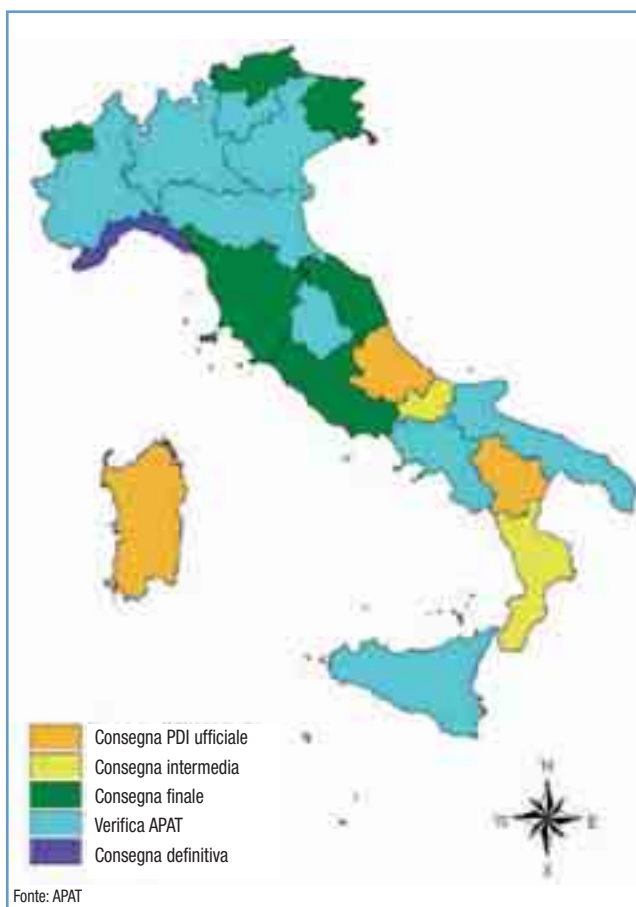 Consegna PDI ufficiale
Consegna intermedia
Consegna finale
Verifica APAT
Consegna definitiva
N
E
S
Fonte: APAT